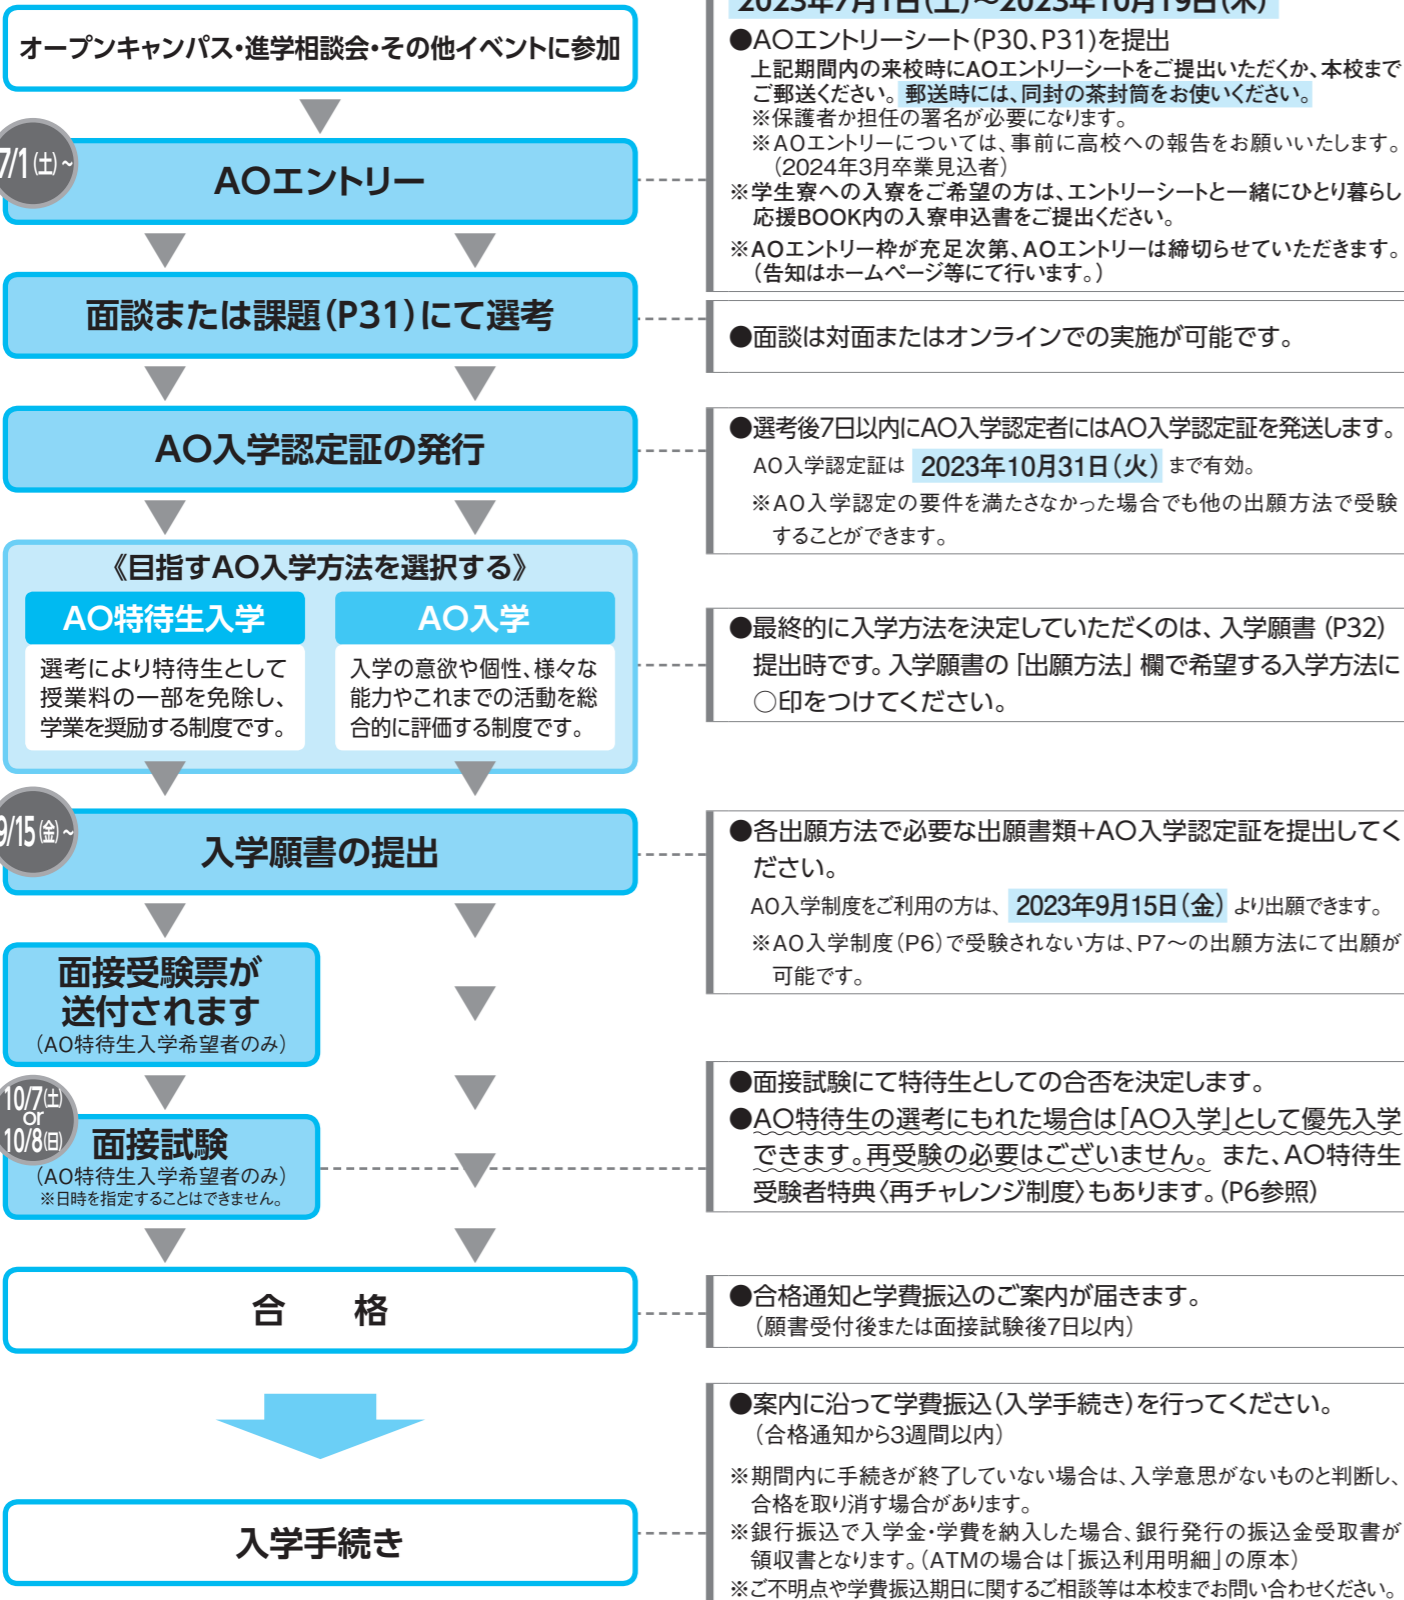 オープンキャンパス・進学相談会・その他イベントに参加
7/1(土)~
AOエントリー
2023年7月1日(土)~2023年10月19日(木)
●AOエントリーシート(P30、P31)を提出
上記期間内の来校時にAOエントリーシートをご提出いただくか、本校まで
ご郵送ください。郵送時には、同封の茶封筒をお使いください。
※保護者か担任の署名が必要になります。
※AOエントリーについては、事前に高校への報告をお願いいたします。
(2024年3月卒業見込者)
※学生寮への入寮をご希望の方は、エントリーシートと一緒にひとり暮らし
応援BOOK内の入寮申込書をご提出ください。
※AOエントリー枠が充足次第、AOエントリーは締切らせていただきます。
(告知はホームページ等にて行います。)
面談または課題(P31)にて選考
●面談は対面またはオンラインでの実施が可能です。
AO入学認定証の発行
●選考後7日以内にAO入学認定者にはAO入学認定証を発送します。
AO入学認定証は 2023年10月31日(火) まで有効。
※AO入学認定の要件を満たさなかった場合でも他の出願方法で受験
することができます。
《目指すAO入学方法を選択する》
AO特待生入学
選考により特待生として
授業料の一部を免除し、
学業を奨励する制度です。
AO入学
入学の意欲や個性、様々な
能力やこれまでの活動を総
合的に評価する制度です。
●最終的に入学方法を決定していただくのは、入学願書(P32)
提出時です。入学願書の「出願方法」欄で希望する入学方法に
○印をつけてください。
9/15(金)~
入学願書の提出
●各出願方法で必要な出願書類+AO入学認定証を提出してく
ださい。
AO入学制度をご利用の方は、2023年9月15日(金) より出願できます。
※AO入学制度(P6)で受験されない方は、P7~の出願方法にて出願が
可能です。
面接受験票が
送付されます
(AO特待生入学希望者のみ)
10/7(土)
or
10/8(日)
面接試験
(AO特待生入学希望者のみ)
※日時を指定することはできません。
●面接試験にて特待生としての合否を決定します。
●AO特待生の選考にもれた場合は「AO入学」として優先入学
できます。再受験の必要はございません。また、AO特待生
受験者特典〈再チャレンジ制度〉もあります。(P6参照)
合 格
●合格通知と学費振込のご案内が届きます。
(願書受付後または面接試験後7日以内)
入学手続き
●案内に沿って学費振込(入学手続き)を行ってください。
(合格通知から3週間以内)
※期間内に手続きが終了していない場合は、入学意思がないものと判断し、
合格を取り消す場合があります。
※銀行振込で入学金・学費を納入した場合、銀行発行の振込金受取書が
領収書となります。(ATMの場合は「振込利用明細」の原本)
※ご不明点や学費振込期日に関するご相談等は本校までお問い合わせください。